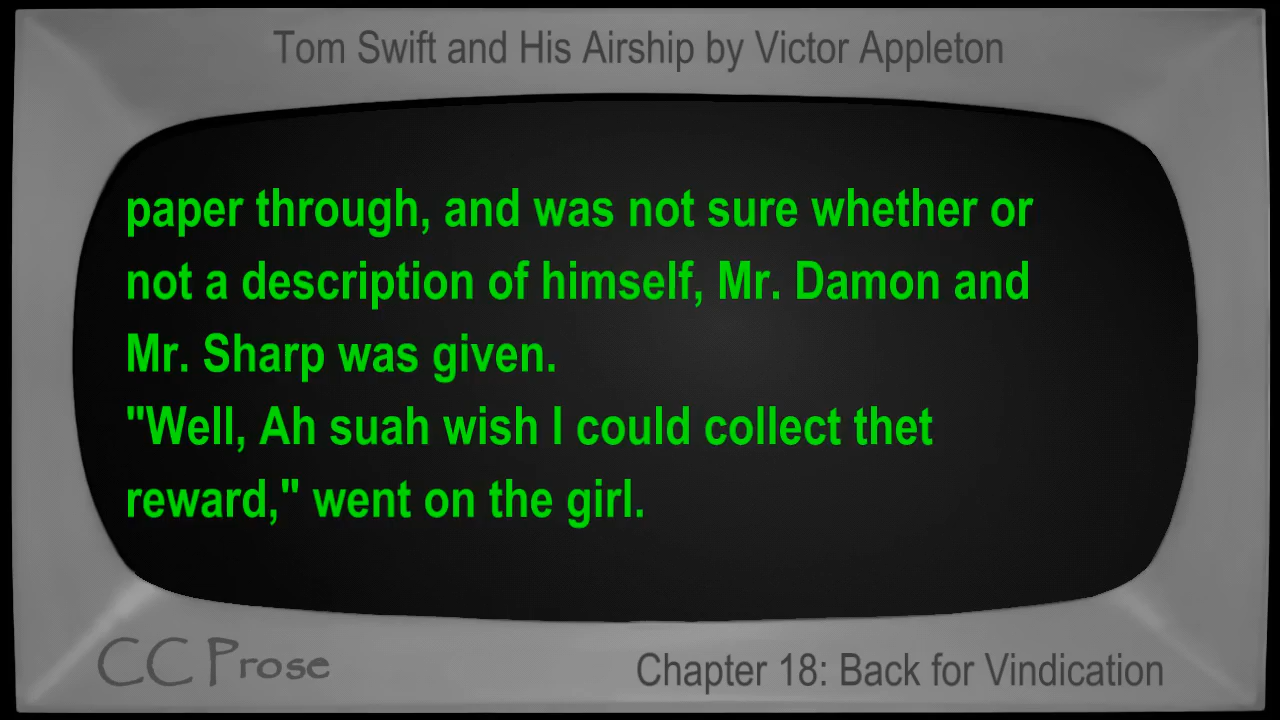 Tom Swift and His Airship by Victor Appleton
paper through, and was not sure whether or
not a description of himself, Mr. Damon and
Mr. Sharp was given.
"Well, Ah suah wish I could collect thet
reward," went on the girl.
CC Prose
Chapter 18: Back for Vindication